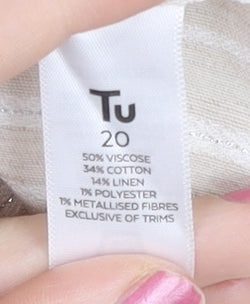 Tu
20
50% VISCOSE
34% COTTON
14% LINEN
1% POLYESTER
1% METALLISED FIBRES
EXCLUSIVE OF TRIMS